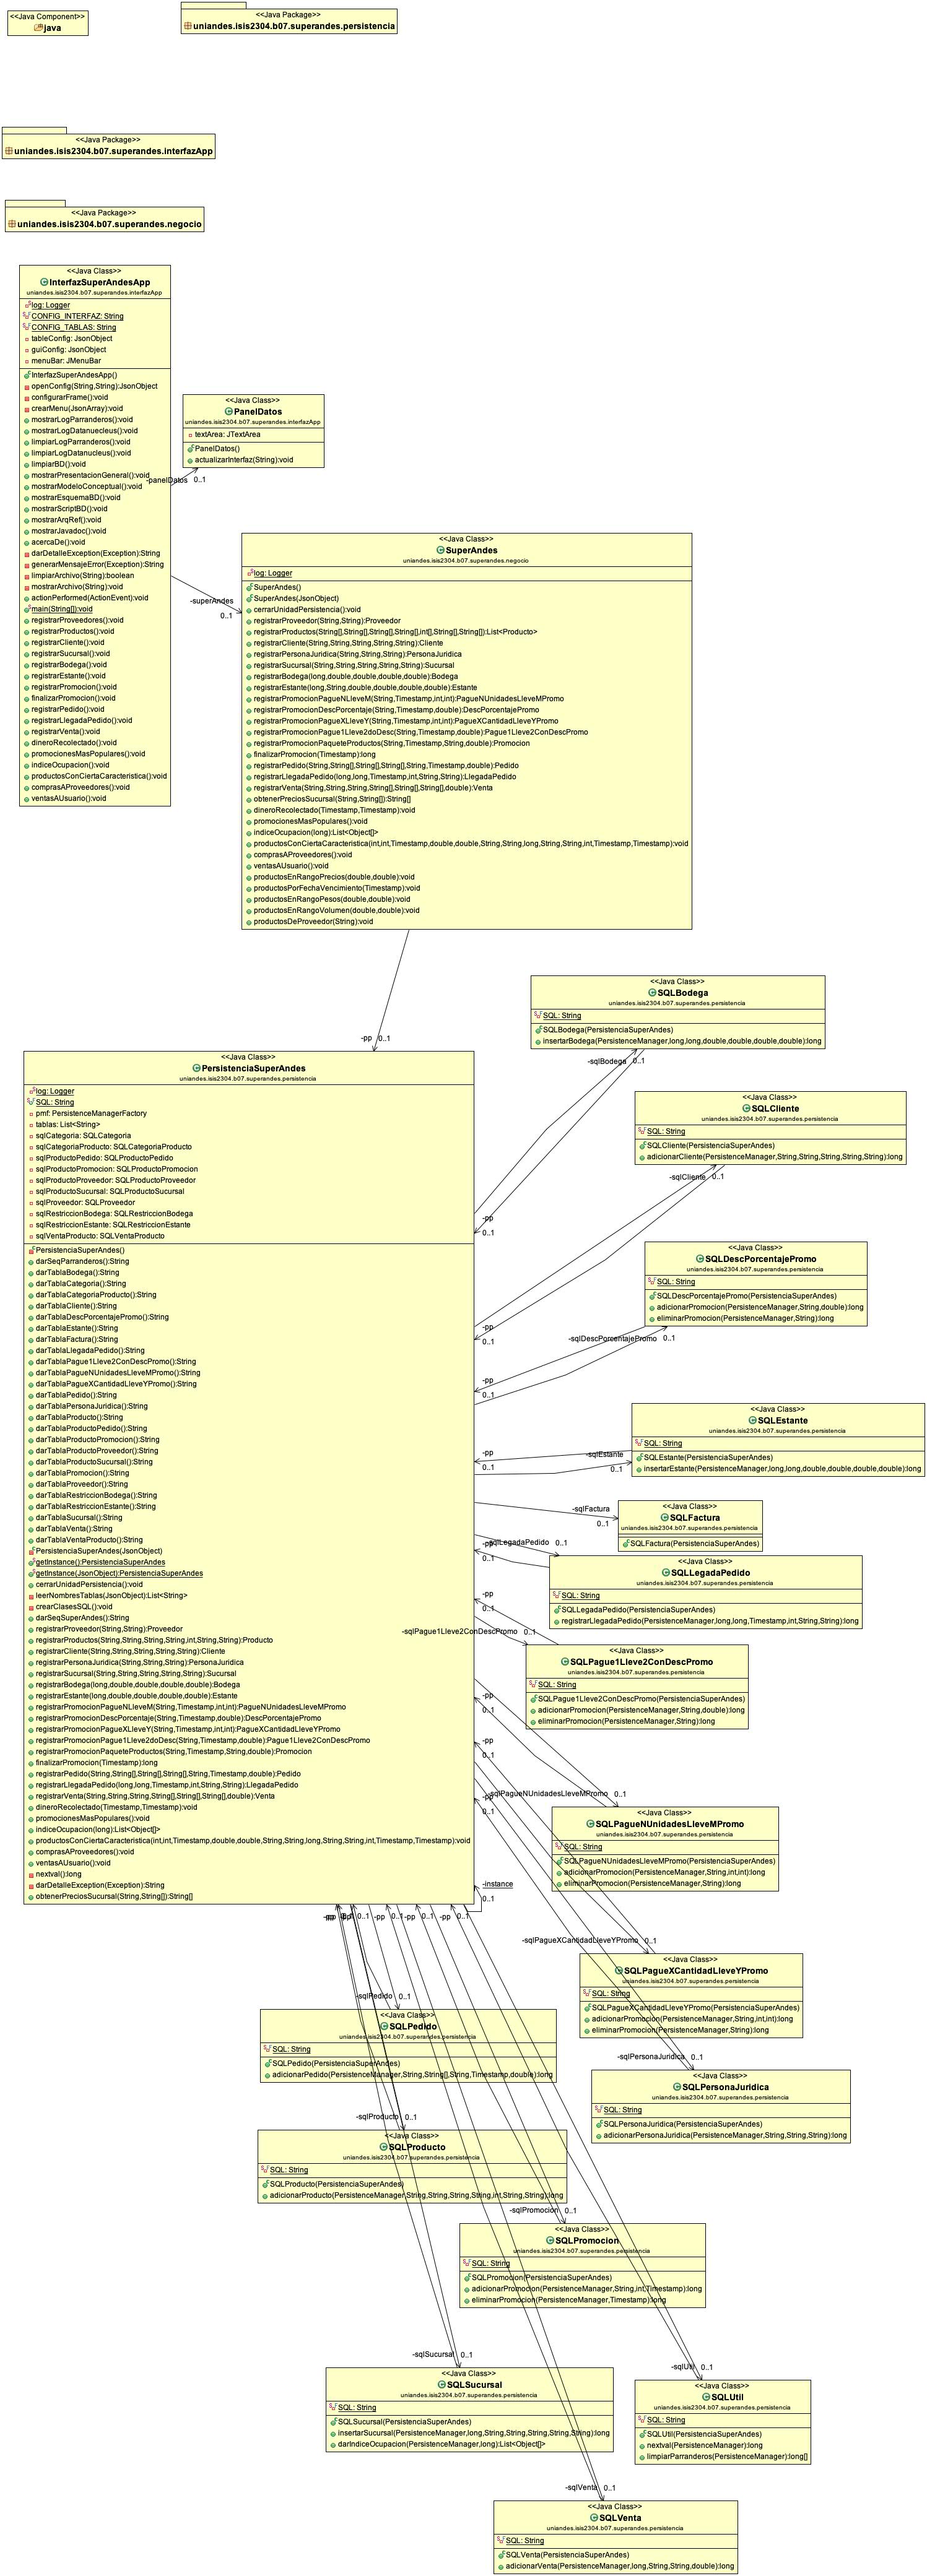 <<Java Component>>
java
<<Java Package>>
uniandes.isis2304.b07.superandes.persistencia
<<Java Package>>
uniandes.isis2304.b07.superandes.interfazApp
<<Java Package>>
uniandes.isis2304.b07.superandes.negocio
<<Java Class>>
InterfazSuperAndesApp
uniandes.isis2304.b07.superandes.interfazApp
log: Logger
CONFIG_INTERFAZ: String
CONFIG_TABLAS: String
tableConfig: JsonObject
guiConfig: JsonObject
menuBar: JMenuBar
InterfazSuperAndesApp()
openConfig(String,String):JsonObject
configurarFrame():void
crearMenu(JsonArray):void
mostrarLogParranderos():void
mostrarLogDatanuecleus():void
limpiarLogParranderos():void
limpiarLogDatanucleus():void
limpiarBD():void
mostrarPresentacionGeneral():void
mostrarModeloConceptual():void
mostrarEsquemaBD():void
mostrarScriptBD():void
mostrarArqRef():void
mostrarJavadoc():void
acercaDe():void
darDetalleException(Exception):String
generarMensajeError(Exception):String
limpiarArchivo(String):boolean
mostrarArchivo(String):void
actionPerformed(ActionEvent):void
main(String[]):void
registrarProveedores():void
registrarProductos():void
registrarCliente():void
registrarSucursal():void
registrarBodega():void
registrarEstante():void
registrarPromocion():void
finalizarPromocion():void
registrarPedido():void
registrarLlegadaPedido():void
registrarVenta():void
dineroRecolectado():void
promocionesMasPopulares():void
indiceOcupacion():void
productosConCiertaCaracteristica():void
comprasAProveedores():void
ventasAUsuario():void
<<Java Class>>
PanelDatos
uniandes.isis2304.b07.superandes.interfazApp
textArea: JTextArea
PanelDatos()
actualizarInterfaz(String):void
-panelDatos
0..1
-superAndes
0..1
<<Java Class>>
SuperAndes
uniandes.isis2304.b07.superandes.negocio
log: Logger
SuperAndes()
SuperAndes(JsonObject)
cerrarUnidadPersistencia():void
registrarProveedor(String,String):Proveedor
registrarProductos(String[],String[],String[],String[],int[],String[],String[]):List<Producto>
registrarCliente(String,String,String,String,String):Cliente
registrarPersonaJuridica(String,String,String):PersonaJuridica
registrarSucursal(String,String,String,String,String):Sucursal
registrarBodega(long,double,double,double,double):Bodega
registrarEstante(long,String,double,double,double,double):Estante
registrarPromocionPagueNLleveM(String,Timestamp,int,int):PagueNUnidadesLleveMPromo
registrarPromocionDescPorcentaje(String,Timestamp,double):DescPorcentajePromo
registrarPromocionPagueXLleveY(String,Timestamp,int,int):PagueXCantidadLleveYPromo
registrarPromocionPague1Lleve2doDesc(String,Timestamp,double):Pague1Lleve2ConDescPromo
registrarPromocionPaqueteProductos(String,Timestamp,String,double):Promocion
finalizarPromocion(Timestamp):long
registrarPedido(String,String[],String[],String[],String,Timestamp,double):Pedido
registrarLlegadaPedido(long,long,Timestamp,int,String,String):LlegadaPedido
registrarVenta(String,String,String,String[],String[],String[],double):Venta
obtenerPreciosSucursal(String,String[]):String[]
dineroRecolectado(Timestamp,Timestamp):void
promocionesMasPopulares():void
indiceOcupacion(long):List<Object[]>
productosConCiertaCaracteristica(int,int,Timestamp,double,double,String,String,long,String,String,int,Timestamp,Timestamp):void
comprasAProveedores():void
ventasAUsuario():void
productosEnRangoPrecios(double,double):void
productosPorFechaVencimiento(Timestamp):void
productosEnRangoPesos(double,double):void
productosEnRangoVolumen(double,double):void
productosDeProveedor(String):void
-pp 0..1
<<Java Class>>
PersistenciaSuperAndes
uniandes.isis2304.b07.superandes.persistencia
log: Logger
SQL: String
pmf: PersistenceManagerFactory
tablas: List<String>
sqlCategoria: SQLCategoria
sqlCategoriaProducto: SQLCategoriaProducto
sqlProductoPedido: SQLProductoPedido
sqlProductoPromocion: SQLProductoPromocion
sqlProductoProveedor: SQLProductoProveedor
sqlProductoSucursal: SQLProductoSucursal
sqlProveedor: SQLProveedor
sqlRestriccionBodega: SQLRestriccionBodega
sqlRestriccionEstante: SQLRestriccionEstante
sqlVentaProducto: SQLVentaProducto
PersistenciaSuperAndes()
darSeqParranderos():String
darTablaBodega():String
darTablaCategoria():String
darTablaCategoriaProducto():String
darTablaCliente():String
darTablaDescPorcentajePromo():String
darTablaEstante():String
darTablaFactura():String
darTablaLlegadaPedido():String
darTablaPague1Lleve2ConDescPromo():String
darTablaPagueNUnidadesLleveMPromo():String
darTablaPagueXCantidadLleveYPromo():String
darTablaPedido():String
darTablaPersonaJuridica():String
darTablaProducto():String
darTablaProductoPedido():String
darTablaProductoPromocion():String
darTablaProductoProveedor():String
darTablaProductoSucursal():String
darTablaPromocion():String
darTablaProveedor():String
darTablaRestriccionBodega():String
darTablaRestriccionEstante():String
darTablaSucursal():String
darTablaVenta():String
darTablaVentaProducto():String
PersistenciaSuperAndes(JsonObject)
getInstance():PersistenciaSuperAndes
getInstance(JsonObject):PersistenciaSuperAndes
cerrarUnidadPersistencia():void
leerNombresTablas(JsonObject):List<String>
crearClasesSQL():void
darSeqSuperAndes():String
registrarProveedor(String,String):Proveedor
registrarProductos(String,String,String,String,int,String,String):Producto
registrarCliente(String,String,String,String,String):Cliente
registrarPersonaJuridica(String,String,String):PersonaJuridica
registrarSucursal(String,String,String,String,String):Sucursal
registrarBodega(long,double,double,double,double):Bodega
registrarEstante(long,double,double,double,double):Estante
registrarPromocionPagueNLleveM(String,Timestamp,int,int):PagueNUnidadesLleveMPromo
registrarPromocionDescPorcentaje(String,Timestamp,double):DescPorcentajePromo
registrarPromocionPagueXLleveY(String,Timestamp,int,int):PagueXCantidadLleveYPromo
registrarPromocionPague1Lleve2doDesc(String,Timestamp,double):Pague1Lleve2ConDescPromo
registrarPromocionPaqueteProductos(String,Timestamp,String,double):Promocion
finalizarPromocion(Timestamp):long
registrarPedido(String,String[],String[],String[],String,Timestamp,double):Pedido
registrarLlegadaPedido(long,long,Timestamp,int,String,String):LlegadaPedido
registrarVenta(String,String,String,String[],String[],String[],double):Venta
dineroRecolectado(Timestamp,Timestamp):void
promocionesMasPopulares():void
indiceOcupacion(long):List<Object[]>
productosConCiertaCaracteristica(int,int,Timestamp,double,double,String,String,long,String,String,int,Timestamp,Timestamp):void
comprasAProveedores():void
ventasAUsuario():void
nextval():long
darDetalleException(Exception):String
obtenerPreciosSucursal(String,String[]):String[]
<<Java Class>>
SQLBodega
uniandes.isis2304.b07.superandes.persistencia
SQL: String
SQLBodega(PersistenciaSuperAndes)
insertarBodega(PersistenceManager,long,long,double,double,double,double):long
-sqlBodega 0..1
-pp
0..1
<<Java Class>>
SQLCliente
uniandes.isis2304.b07.superandes.persistencia
SQL: String
SQLCliente(PersistenciaSuperAndes)
adicionarCliente(PersistenceManager,String,String,String,String,String):long
-sqlCliente 0..1
-pp
0..1
<<Java Class>>
SQLDescPorcentajePromo
uniandes.isis2304.b07.superandes.persistencia
SQL: String
SQLDescPorcentajePromo(PersistenciaSuperAndes)
adicionarPromocion(PersistenceManager,String,double):long
eliminarPromocion(PersistenceManager,String):long
-sqlDescPorcentajePromo 0..1
-pp
0..1
<<Java Class>>
SQLEstante
uniandes.isis2304.b07.superandes.persistencia
SQL: String
SQLEstante(PersistenciaSuperAndes)
insertarEstante(PersistenceManager,long,long,double,double,double,double):long
-pp
-sqlEstante
0..1
0..1
<<Java Class>>
SQLFactura
uniandes.isis2304.b07.superandes.persistencia
SQLFactura(PersistenciaSuperAndes)
-sqlFactura
0..1
<<Java Class>>
SQLLegadaPedido
uniandes.isis2304.b07.superandes.persistencia
SQL: String
SQLLegadaPedido(PersistenciaSuperAndes)
registrarLlegadaPedido(PersistenceManager,long,long,Timestamp,int,String,String):long
0..1
0..1
-pp
0..1
-sqlPague1Lleve2ConDescPromo 0..1
<<Java Class>>
SQLPague1Lleve2ConDescPromo
uniandes.isis2304.b07.superandes.persistencia
SQL: String
SQLPague1Lleve2ConDescPromo(PersistenciaSuperAndes)
adicionarPromocion(PersistenceManager,String,double):long
eliminarPromocion(PersistenceManager,String):long
-pp
0..1
-pp
-sqlPagueNUnidadesLleveMPromo 0..1
0..1
<<Java Class>>
SQLPagueNUnidadesLleveMPromo
uniandes.isis2304.b07.superandes.persistencia
SQL: String
SQLPagueNUnidadesLleveMPromo(PersistenciaSuperAndes)
adicionarPromocion(PersistenceManager,String,int,int):long
eliminarPromocion(PersistenceManager,String):long
-instance
0..1
-sqlPagueXCantidadLleveYPromo 0..1
<<Java Class>>
SQLPagueXCantidadLleveYPromo
uniandes.isis2304.b07.superandes.persistencia
SQL: String
SQLPagueXCantidadLleveYPromo(PersistenciaSuperAndes)
adicionarPromocion(PersistenceManager,String,int,int):long
eliminarPromocion(PersistenceManager,String):long
-sqlPersonaJuridica 0..1
<<Java Class>>
SQLPersonaJuridica
uniandes.isis2304.b07.superandes.persistencia
SQL: String
SQLPersonaJuridica(PersistenciaSuperAndes)
adicionarPersonaJuridica(PersistenceManager,String,String,String):long
0..1 -pp 0..1 -pp 0..1 -pp 0..1
-sqlPedido 0..1
<<Java Class>>
SQLPedido
uniandes.isis2304.b07.superandes.persistencia
SQL: String
SQLPedido(PersistenciaSuperAndes)
adicionarPedido(PersistenceManager,String,String[],String,Timestamp,double):long
-sqlProducto 0..1
<<Java Class>>
SQLProducto
uniandes.isis2304.b07.superandes.persistencia
SQL: String
SQLProducto(PersistenciaSuperAndes)
adicionarProducto(PersistenceManager,String,String,String,String,int,String,String):long
-sqlPromocion 0..1
<<Java Class>>
SQLPromocion
uniandes.isis2304.b07.superandes.persistencia
SQL: String
SQLPromocion(PersistenciaSuperAndes)
adicionarPromocion(PersistenceManager,String,int,Timestamp):long
eliminarPromocion(PersistenceManager,Timestamp):long
-sqlSucursal 0..1
<<Java Class>>
SQLSucursal
uniandes.isis2304.b07.superandes.persistencia
SQL: String
SQLSucursal(PersistenciaSuperAndes)
insertarSucursal(PersistenceManager,long,String,String,String,String,String):long
darIndiceOcupacion(PersistenceManager,long):List<Object[]>
-sqlUtil 0..1
<<Java Class>>
SQLUtil
uniandes.isis2304.b07.superandes.persistencia
SQL: String
SQLUtil(PersistenciaSuperAndes)
nextval(PersistenceManager):long
limpiarParranderos(PersistenceManager):long[]
-sqlVenta 0..1
<<Java Class>>
SQLVenta
uniandes.isis2304.b07.superandes.persistencia
SQL: String
SQLVenta(PersistenciaSuperAndes)
adicionarVenta(PersistenceManager,long,String,String,double):long